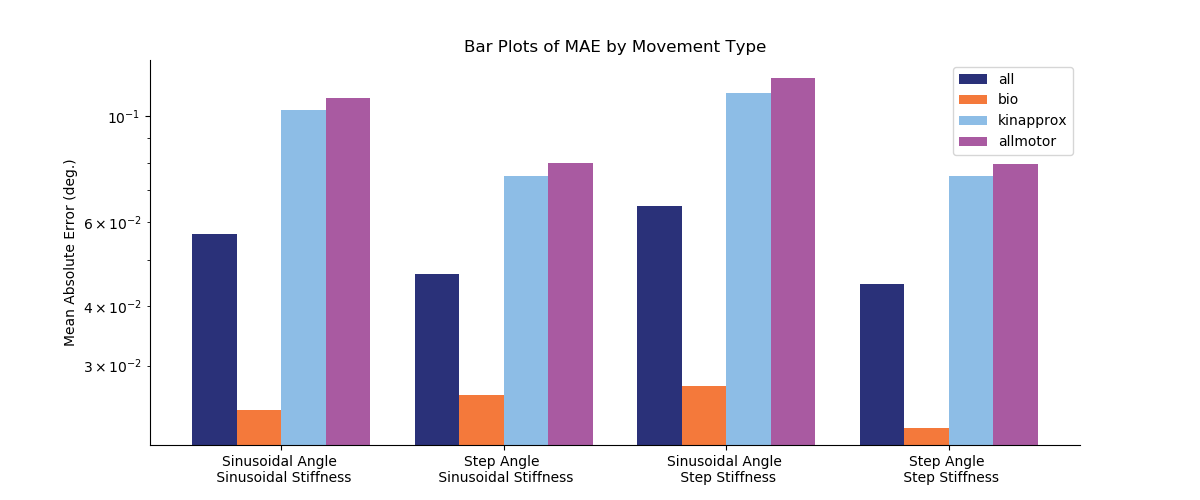 Bar Plots of MAE by Movement Type
Mean Absolute Error (deg.)
10⁻¹
6 × 10⁻²
4 × 10⁻²
3 × 10⁻²
all
bio
kinapprox
allmotor
Sinusoidal Angle
Sinusoidal Stiffness
Step Angle
Sinusoidal Stiffness
Sinusoidal Angle
Step Stiffness
Step Angle
Step Stiffness